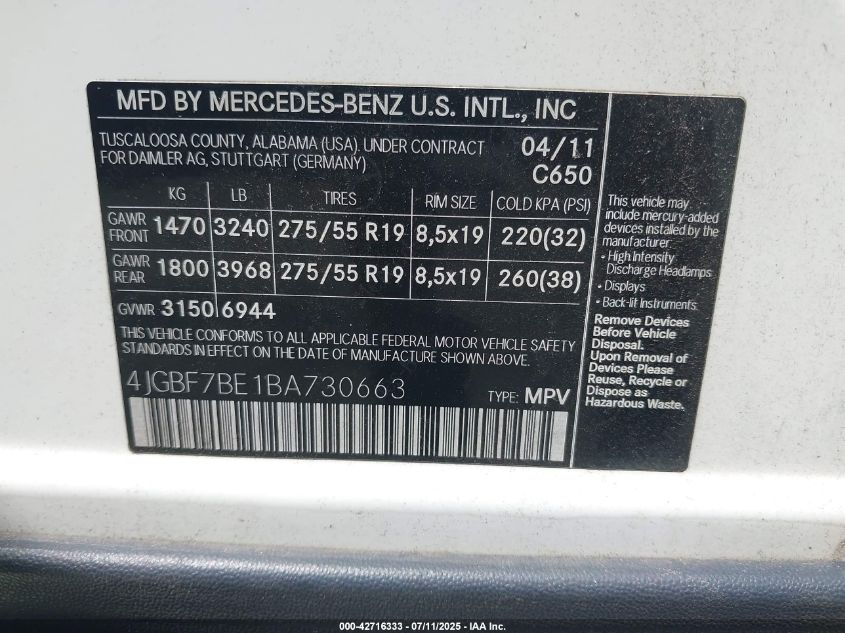 MFD BY MERCEDES-BENZ U.S. INTL., INC
TUSCALOOSA COUNTY, ALABAMA (USA). UNDER CONTRACT
FOR DAIMLER AG, STUTTGART (GERMANY)
04/11
C650
KG LB TIRES RIM SIZE COLD KPA (PSI)
GAWR FRONT 1470 3240 275/55 R19 8,5x19 220(32)
GAWR REAR 1800 3968 275/55 R19 8,5x19 260(38)
GVWR 3150 6944
THIS VEHICLE CONFORMS TO ALL APPLICABLE FEDERAL MOTOR VEHICLE SAFETY
STANDARDS IN EFFECT ON THE DATE OF MANUFACTURE SHOWN ABOVE.
4JGBF7BE1BA730663 TYPE: MPV
This vehicle may
include mercury-added
devices installed by the
manufacturer:
• High Intensity
Discharge Headlamps
• Displays
• Back-lit Instruments
Remove Devices
Before Vehicle
Disposal.
Upon Removal of
Devices Please
Reuse, Recycle or
Dispose as
Hazardous Waste.
000-42716333 - 07/11/2025 - IAA Inc.